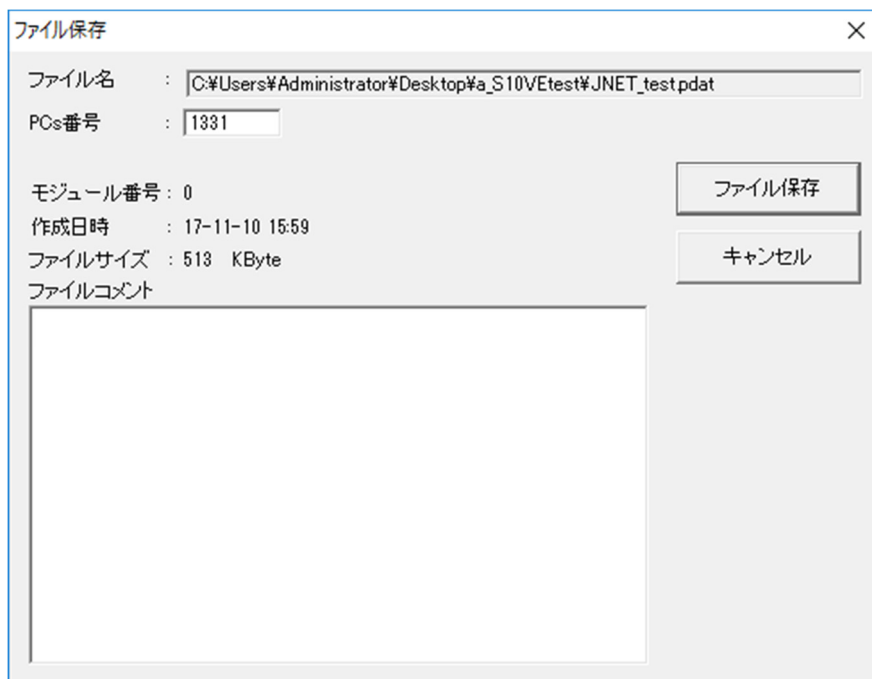 ファイル保存
ファイル名 : C:¥Users¥Administrator¥Desktop¥a_S10VEtest¥JNET_test.pdat
PCs番号 : 1331
モジュール番号 : 0
ファイル保存
作成日時 : 17-11-10 15:59
ファイルサイズ : 513 KByte
キャンセル
ファイルコメント